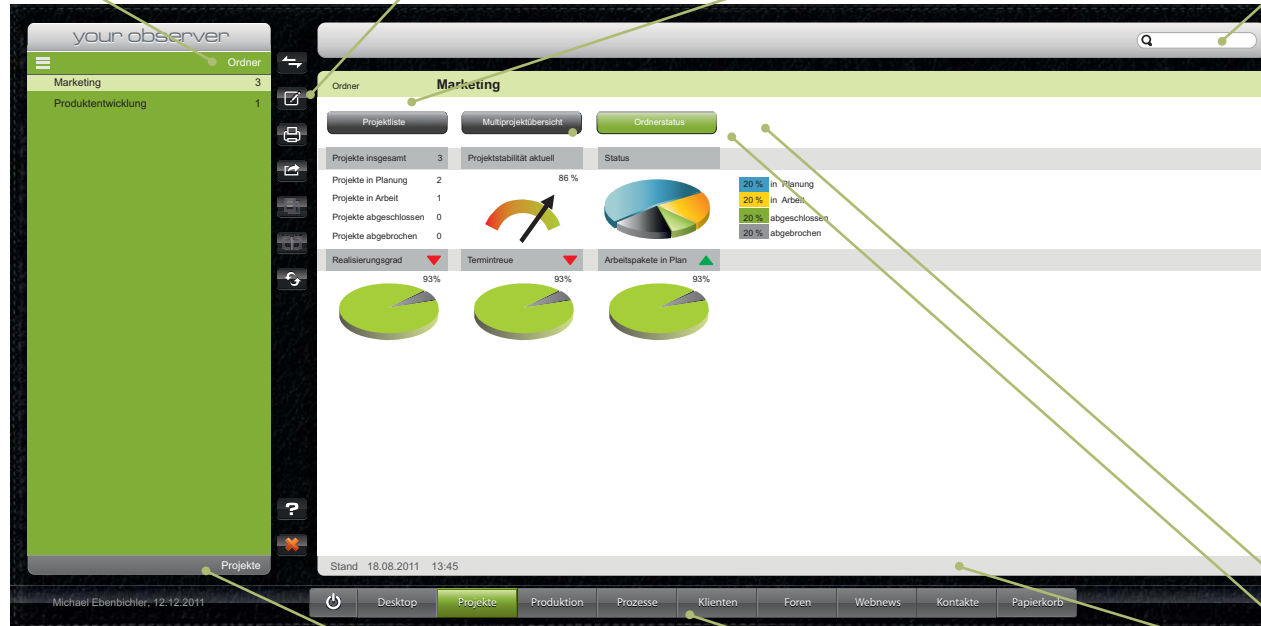 your observer
Ordner
Marketing 3
Produktentwicklung 1
Projekte
Michael Ebenbichler, 12.12.2011
Ordner Marketing
Projektliste Multiprojektübersicht Ordnerstatus
Projekte insgesamt 3 Projektstabilität aktuell Status
Projekte in Planung 2 86 % 20 % in Planung
Projekte in Arbeit 1 20 % in Arbeit
Projekte abgeschlossen 0 20 % abgeschlossen
Projekte abgebrochen 0 20 % abgebrochen
Realisierungsgrad Termintreue Arbeitspakete in Plan
93% 93% 93%
?
Stand 18.08.2011 13:45
Desktop Projekte Produktion Prozesse Klienten Foren Webnews Kontakte Papierkorb